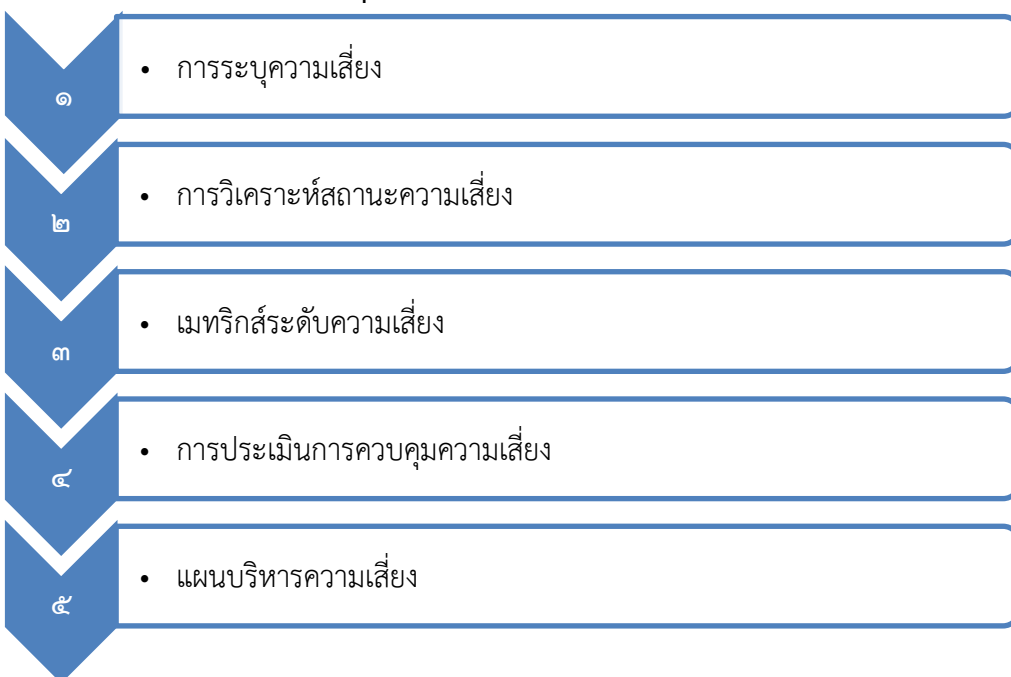 ๑
• การระบุความเสี่ยง
๒
• การวิเคราะห์สถานะความเสี่ยง
๓
• เมทริกส์ระดับความเสี่ยง
๔
• การประเมินการควบคุมความเสี่ยง
๕
• แผนบริหารความเสี่ยง